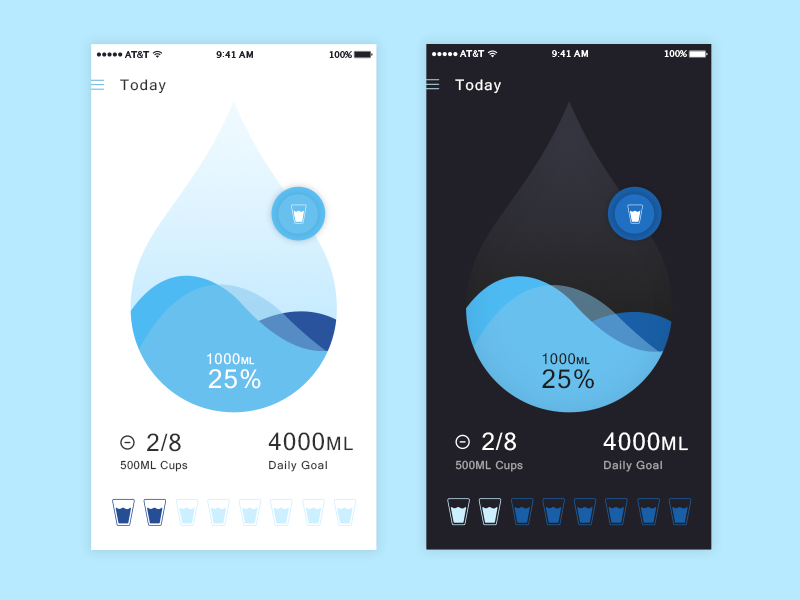 AT&T 9:41 AM 100%
Today
1000ML
25%
2/8 4000ML
500ML Cups Daily Goal
AT&T 9:41 AM 100%
Today
1000ML
25%
2/8 4000ML
500ML Cups Daily Goal